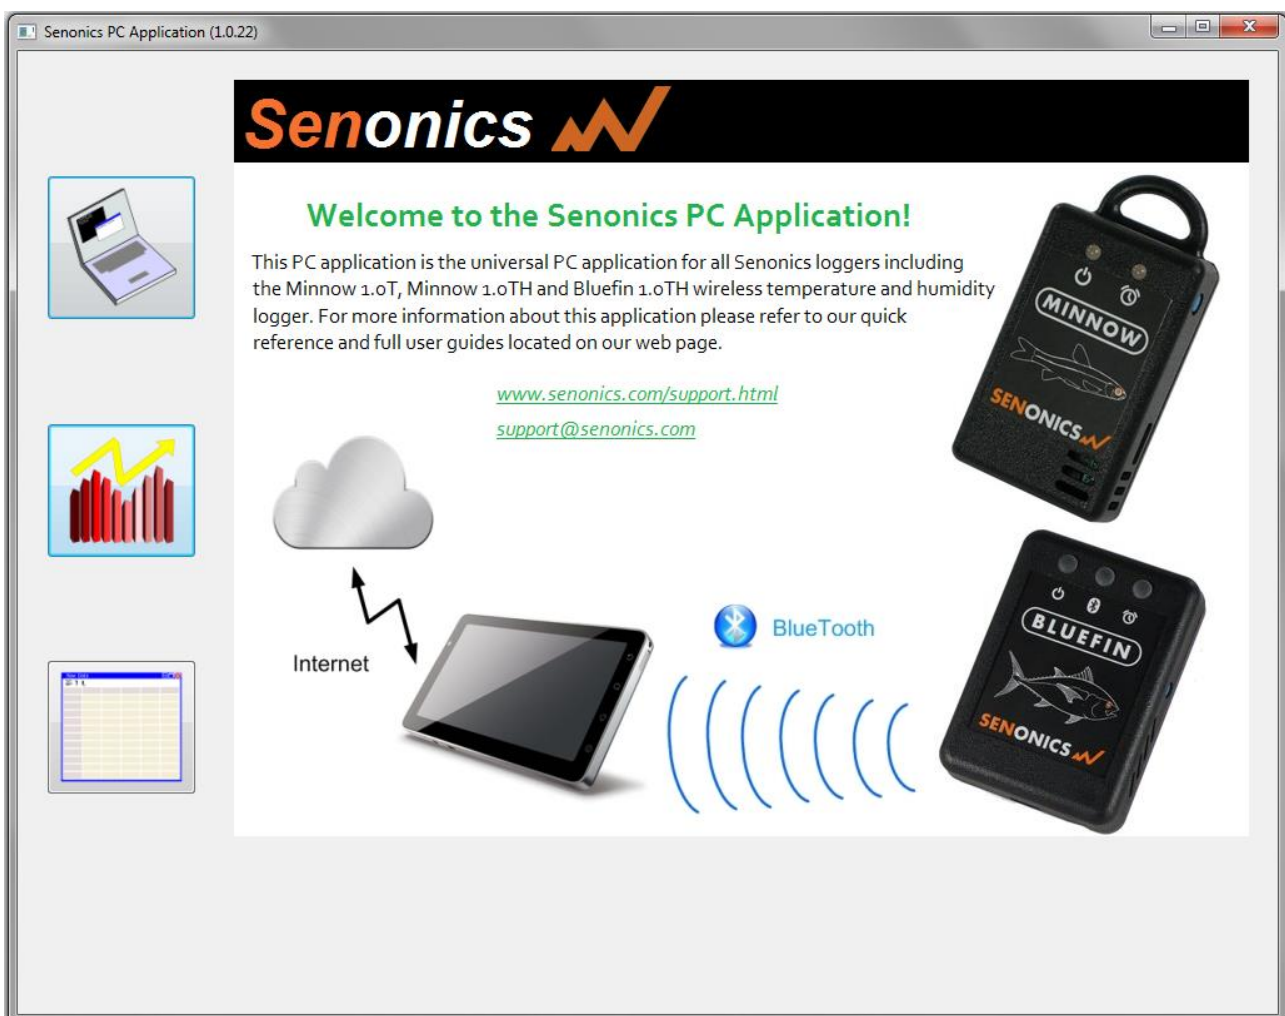 Senonics PC Application (1.0.22)
Senonics
Welcome to the Senonics PC Application!
This PC application is the universal PC application for all Senonics loggers including
the Minnow 1.0T, Minnow 1.0TH and Bluefin 1.0TH wireless temperature and humidity
logger. For more information about this application please refer to our quick
reference and full user guides located on our web page.
www.senonics.com/support.html
support@senonics.com
MINNOW
SENONICS
Internet
BlueTooth
BLUEFIN
SENONICS